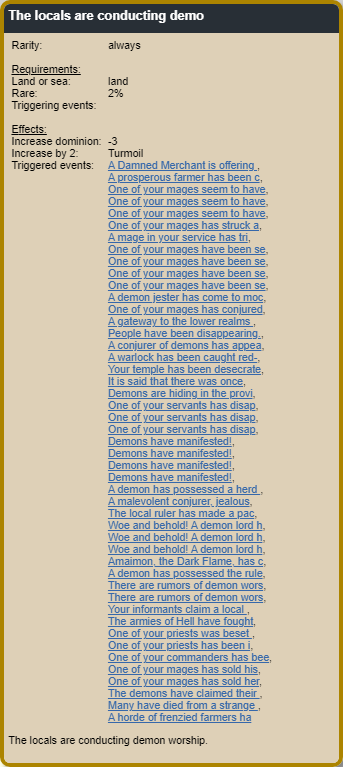 The locals are conducting demo
Rarity: always
Requirements:
Land or sea: land
Rare: 2%
Triggering events:
Effects:
Increase dominion: -3
Increase by 2: Turmoil
Triggered events: A Damned Merchant is offering ,
A prosperous farmer has been c,
One of your mages seem to have,
One of your mages seem to have,
One of your mages seem to have,
One of your mages has struck a,
A mage in your service has tri,
One of your mages have been se,
One of your mages have been se,
One of your mages have been se,
One of your mages have been se,
A demon jester has come to moc,
One of your mages has conjured,
A gateway to the lower realms ,
People have been disappearing.,
A conjurer of demons has appea,
A warlock has been caught red-,
Your temple has been desecrate,
It is said that there was once,
Demons are hiding in the provi,
One of your servants has disap,
One of your servants has disap,
One of your servants has disap,
Demons have manifested!,
Demons have manifested!,
Demons have manifested!,
Demons have manifested!,
A demon has possessed a herd ,
A malevolent conjurer, jealous,
The local ruler has made a pac,
Woe and behold! A demon lord h,
Woe and behold! A demon lord h,
Woe and behold! A demon lord h,
Amaimon, the Dark Flame, has c,
A demon has possessed the rule,
There are rumors of demon wors,
There are rumors of demon wors,
Your informants claim a local ,
The armies of Hell have fought,
One of your priests was beset ,
One of your priests has been i,
One of your commanders has bee,
One of your mages has sold his,
One of your mages has sold her,
The demons have claimed their ,
Many have died from a strange ,
A horde of frenzied farmers ha
The locals are conducting demon worship.